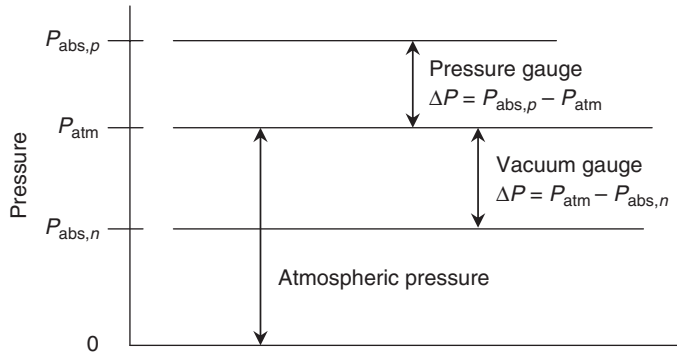 P_abs,p
Pressure gauge
ΔP = P_abs,p – P_atm
P_atm
Vacuum gauge
ΔP = P_atm – P_abs,n
P_abs,n
Atmospheric pressure
0
Pressure